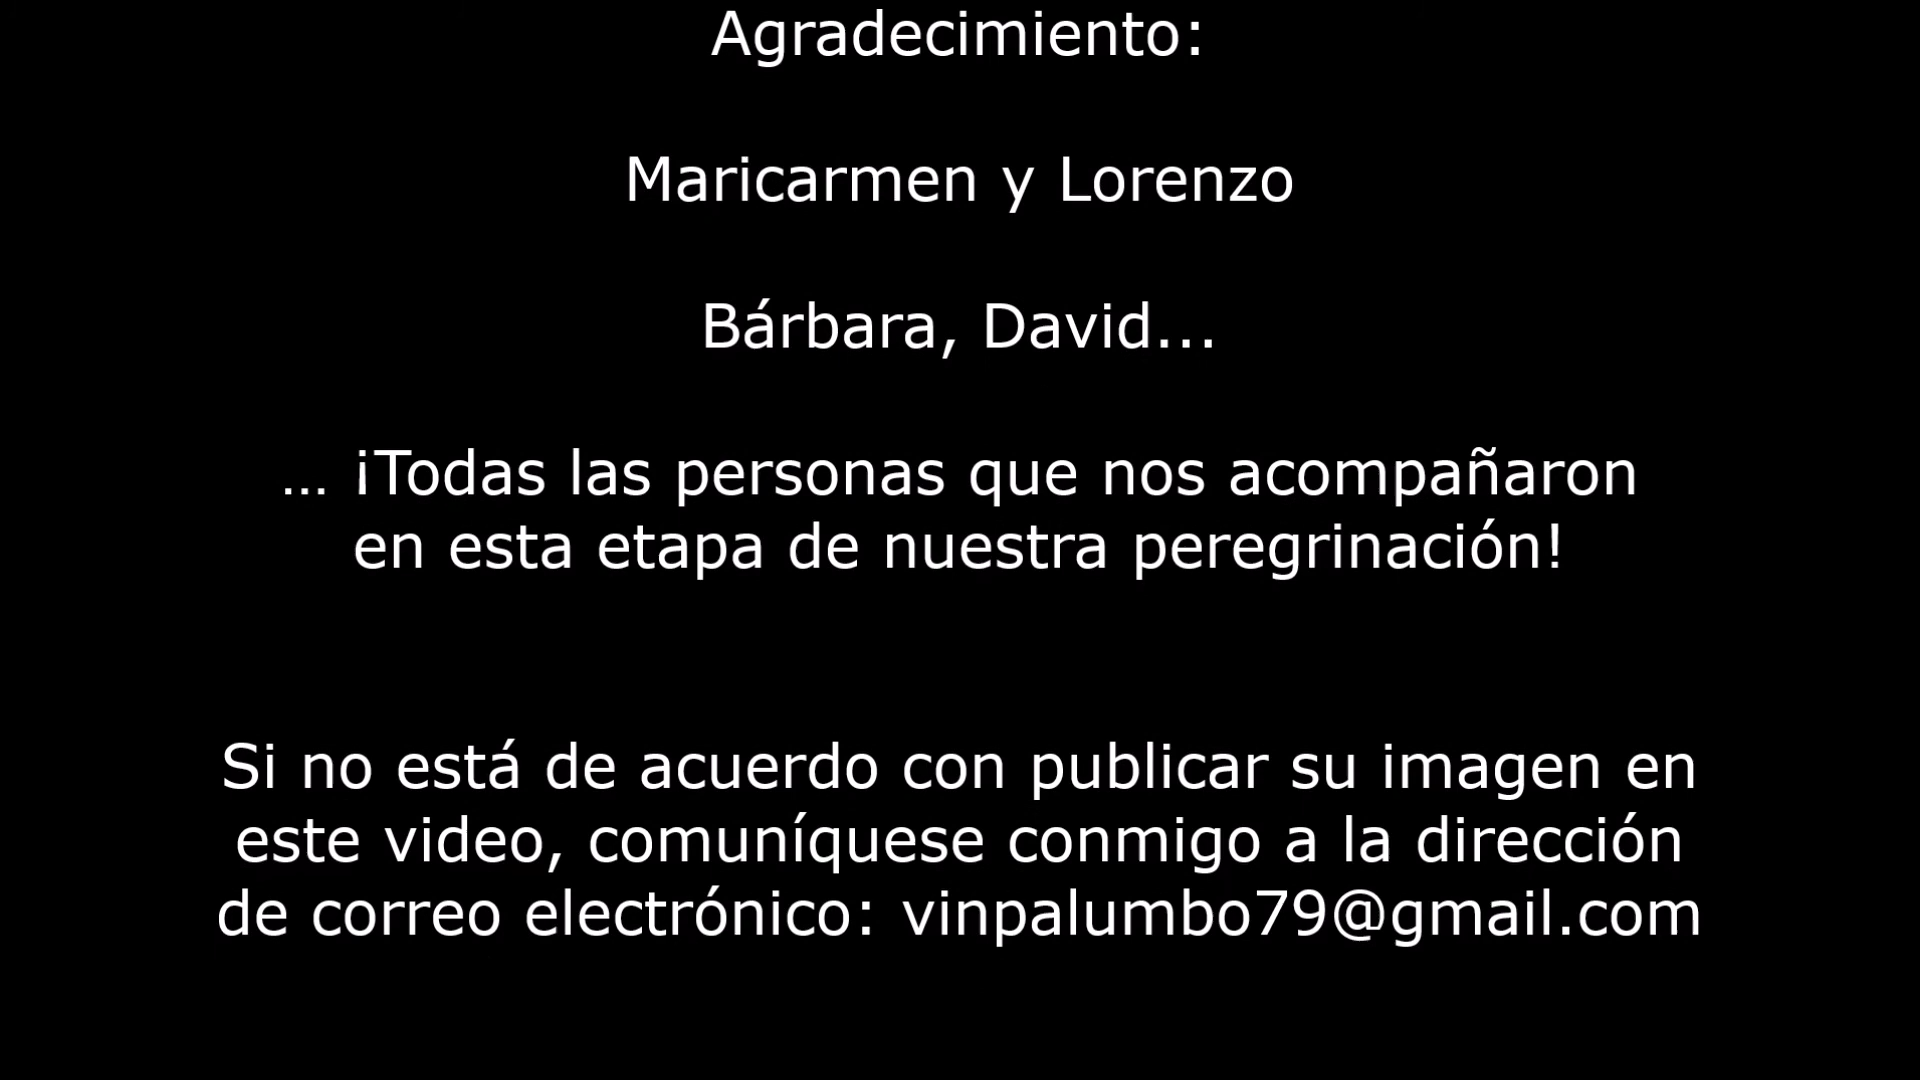 Agradecimiento:
Maricarmen y Lorenzo
Bárbara, David...
... ¡Todas las personas que nos acompañaron
en esta etapa de nuestra peregrinación!
Si no está de acuerdo con publicar su imagen en
este video, comuníquese conmigo a la dirección
de correo electrónico: vinpalumbo79@gmail.com